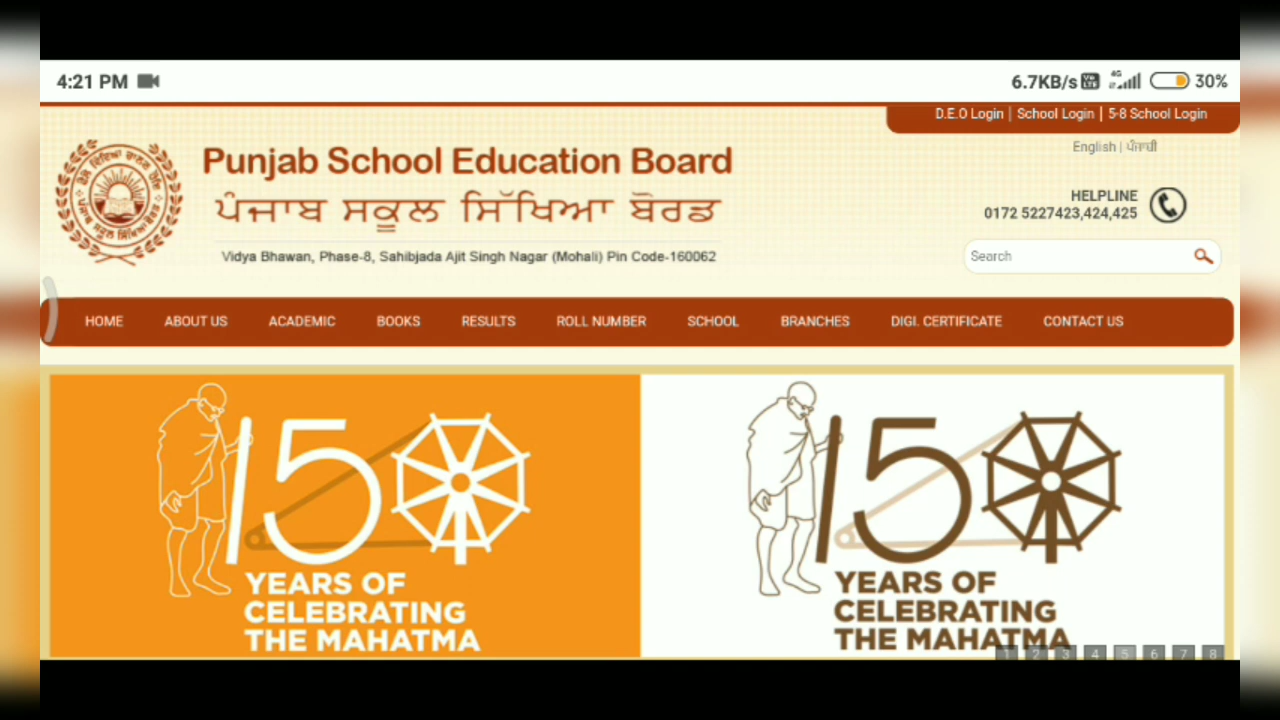 4:21 PM
6.7KB/s Vo LTE 4G 30%
D.E.O Login | School Login | 5-8 School Login
English | ਪੰਜਾਬੀ
Punjab School Education Board
ਪੰਜਾਬ ਸਕੂਲ ਸਿੱਖਿਆ ਬੋਰਡ
Vidya Bhawan, Phase-8, Sahibjada Ajit Singh Nagar (Mohali) Pin Code-160062
HELPLINE
0172 5227423,424,425
Search
HOME ABOUT US ACADEMIC BOOKS RESULTS ROLL NUMBER SCHOOL BRANCHES DIGI. CERTIFICATE CONTACT US
150
YEARS OF
CELEBRATING
THE MAHATMA
150
YEARS OF
CELEBRATING
THE MAHATMA
1 2 3 4 5 6 7 8